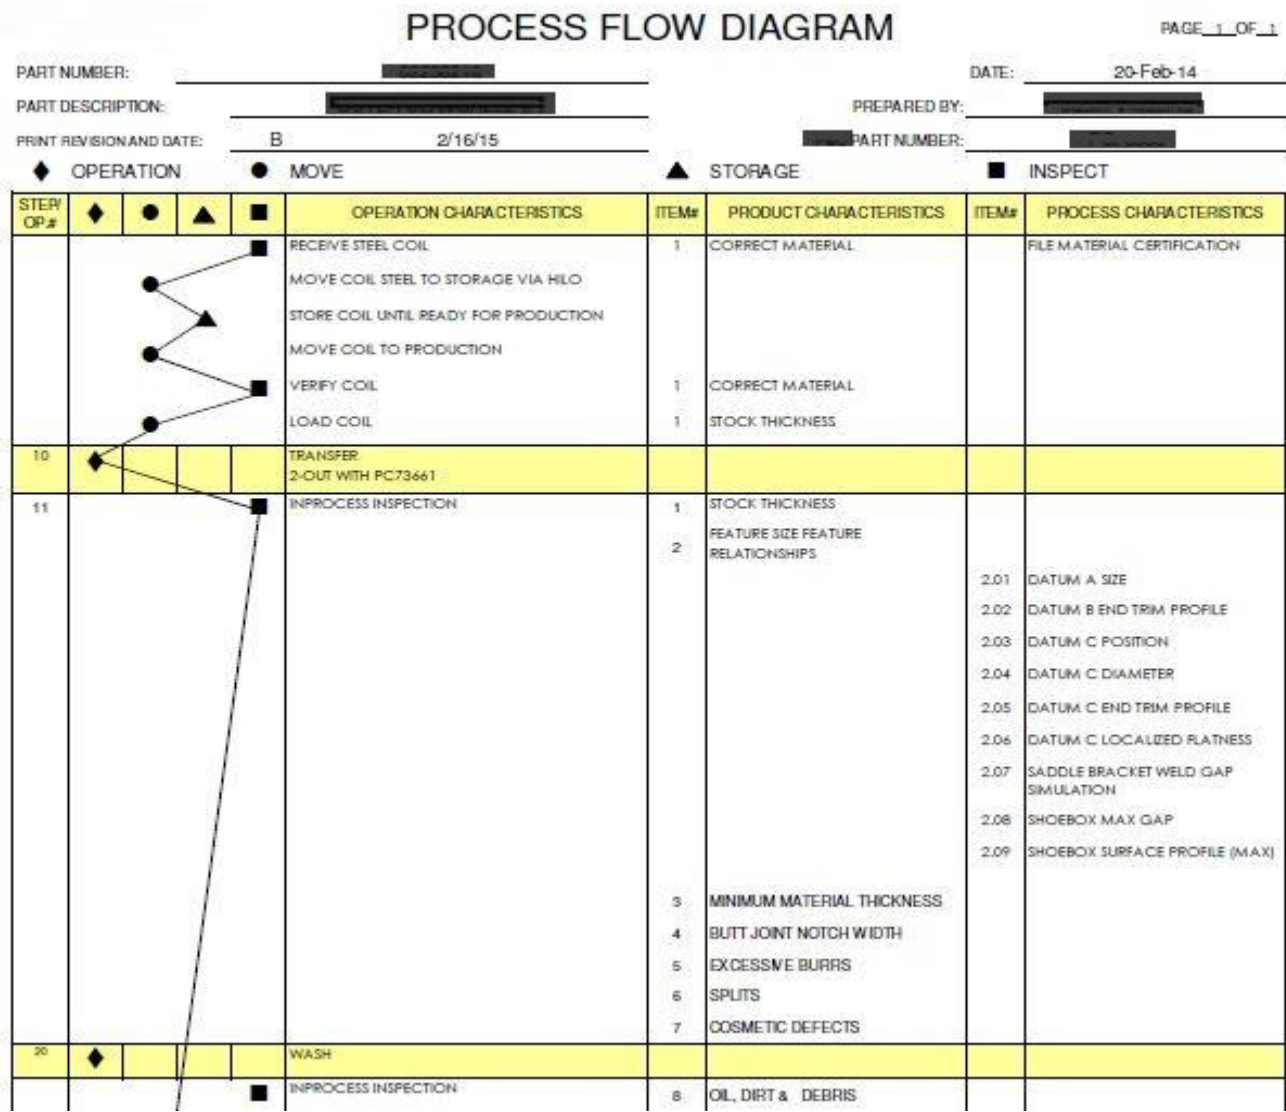 PROCESS FLOW DIAGRAM
PAGE 1 OF 1
PART NUMBER:
DATE: 20-Feb-14
PART DESCRIPTION:
PREPARED BY:
PRINT REVISION AND DATE: B 2/16/15
PART NUMBER:
OPERATION MOVE STORAGE INSPECT
STEP/ OP.# OPERATION CHARACTERISTICS ITEM# PRODUCT CHARACTERISTICS ITEM# PROCESS CHARACTERISTICS
RECEIVE STEEL COIL 1 CORRECT MATERIAL FILE MATERIAL CERTIFICATION
MOVE COIL STEEL TO STORAGE VIA HILO
STORE COIL UNTIL READY FOR PRODUCTION
MOVE COIL TO PRODUCTION
VERIFY COIL 1 CORRECT MATERIAL
LOAD COIL 1 STOCK THICKNESS
10 TRANSFER
2-OUT WITH PC73661
11 INPROCESS INSPECTION 1 STOCK THICKNESS
2 FEATURE SIZE FEATURE
RELATIONSHIPS
2.01 DATUM A SIZE
2.02 DATUM B END TRIM PROFILE
2.03 DATUM C POSITION
2.04 DATUM C DIAMETER
2.05 DATUM C END TRIM PROFILE
2.06 DATUM C LOCALIZED FLATNESS
2.07 SADDLE BRACKET WELD GAP
SIMULATION
2.08 SHOEBOX MAX GAP
2.09 SHOEBOX SURFACE PROFILE (MAX)
3 MINIMUM MATERIAL THICKNESS
4 BUTT JOINT NOTCH WIDTH
5 EXCESSIVE BURRS
6 SPLITS
7 COSMETIC DEFECTS
20 WASH
INPROCESS INSPECTION 8 OIL, DIRT & DEBRIS